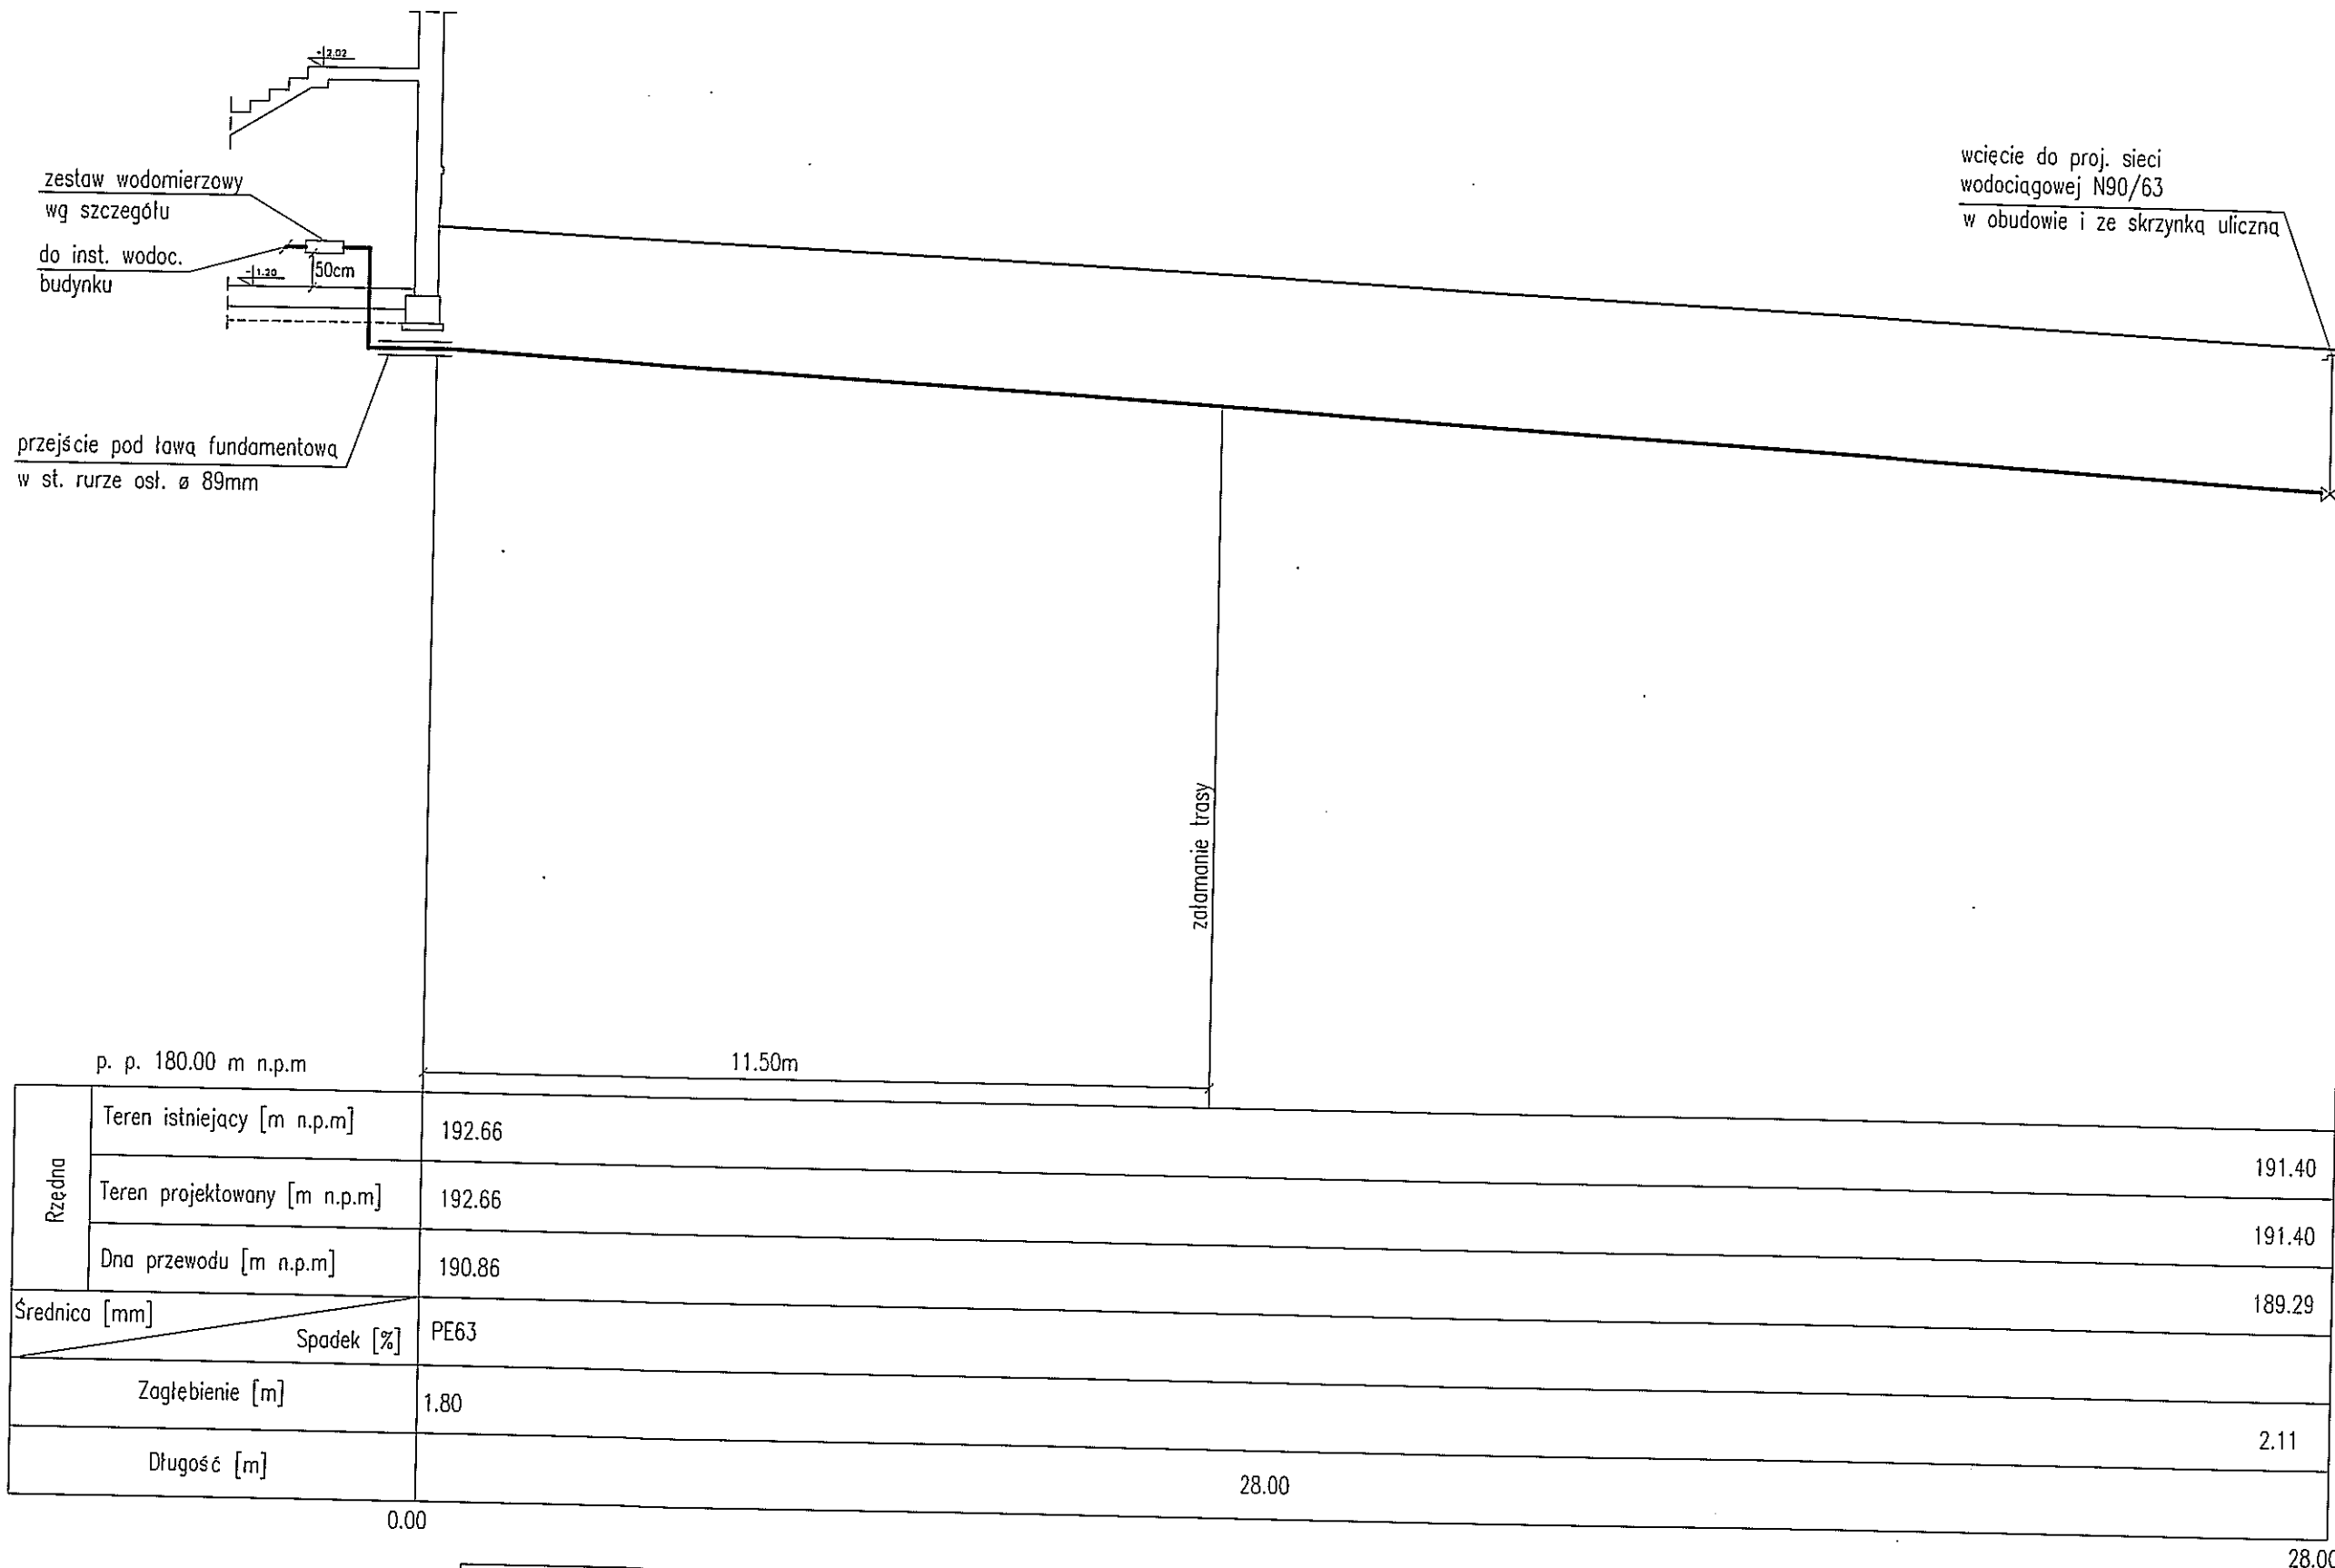 -2.02
zestaw wodomierzowy
wg szczegółu
do inst. wodoc.
budynku
-1.20
50cm
wcięcie do proj. sieci
wodociągowej N90/63
w obudowie i ze skrzynką uliczną
przejście pod ławą fundamentową
w st. rurze osł. ø 89mm
załamanie trasy
p. p. 180.00 m n.p.m
11.50m
Rzędna
Teren istniejący [m n.p.m]
192.66
191.40
Teren projektowany [m n.p.m]
192.66
191.40
Dna przewodu [m n.p.m]
190.86
189.29
Średnica [mm]
Spadek [%]
PE63
Zagłębienie [m]
1.80
2.11
Długość [m]
28.00
0.00
28.00